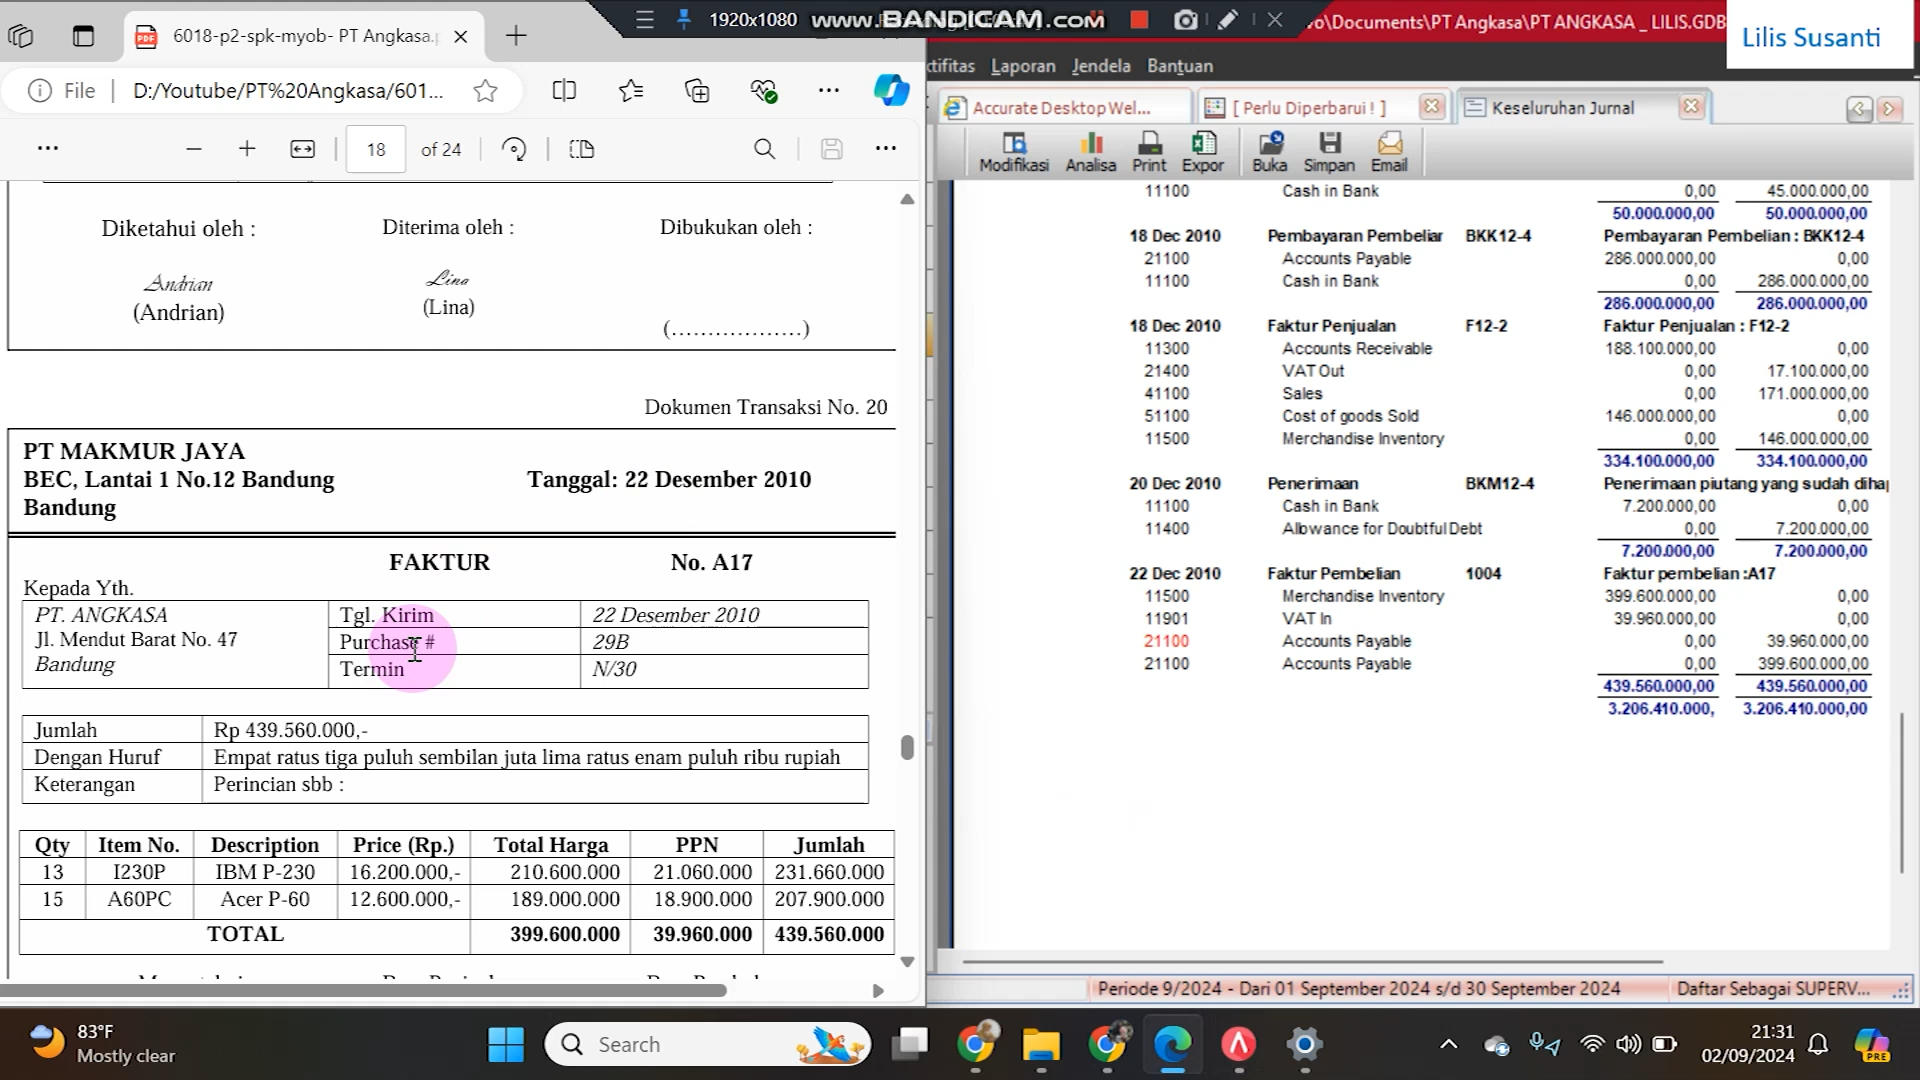 1920x1080
www.BANDICAM.com
o\Documents\PT Angkasa\PT ANGKASA _ LILIS.GDB
Lilis Susanti
6018-p2-spk-myob- PT Angkasa.p
File
D:/Youtube/PT%20Angkasa/601...
18
of 24
Diketahui oleh :
Diterima oleh :
Dibukukan oleh :
Andrian
Lina
(Andrian)
(Lina)
(..................)
Dokumen Transaksi No. 20
PT MAKMUR JAYA
BEC, Lantai 1 No.12 Bandung
Tanggal: 22 Desember 2010
Bandung
FAKTUR
No. A17
Kepada Yth.
PT. ANGKASA
Tgl. Kirim
22 Desember 2010
Jl. Mendut Barat No. 47
Purchase #
29B
Bandung
Termin
N/30
Jumlah
Rp 439.560.000,-
Dengan Huruf
Empat ratus tiga puluh sembilan juta lima ratus enam puluh ribu rupiah
Keterangan
Perincian sbb :
Qty Item No. Description Price (Rp.) Total Harga PPN Jumlah
13 I230P IBM P-230 16.200.000,- 210.600.000 21.060.000 231.660.000
15 A60PC Acer P-60 12.600.000,- 189.000.000 18.900.000 207.900.000
TOTAL 399.600.000 39.960.000 439.560.000
ktifitas Laporan Jendela Bantuan
Accurate Desktop Wel...
[ Perlu Diperbarui ! ]
Keseluruhan Jurnal
Modifikasi Analisa Print Expor Buka Simpan Email
11100 Cash in Bank 0,00 45.000.000,00
50.000.000,00 50.000.000,00
18 Dec 2010 Pembayaran Pembeliar BKK12-4 Pembayaran Pembelian : BKK12-4
21100 Accounts Payable 286.000.000,00 0,00
11100 Cash in Bank 0,00 286.000.000,00
286.000.000,00 286.000.000,00
18 Dec 2010 Faktur Penjualan F12-2 Faktur Penjualan : F12-2
11300 Accounts Receivable 188.100.000,00 0,00
21400 VAT Out 0,00 17.100.000,00
41100 Sales 0,00 171.000.000,00
51100 Cost of goods Sold 146.000.000,00 0,00
11500 Merchandise Inventory 0,00 146.000.000,00
334.100.000,00 334.100.000,00
20 Dec 2010 Penerimaan BKM12-4 Penerimaan piutang yang sudah dihap
11100 Cash in Bank 7.200.000,00 0,00
11400 Allowance for Doubtful Debt 0,00 7.200.000,00
7.200.000,00 7.200.000,00
22 Dec 2010 Faktur Pembelian 1004 Faktur pembelian :A17
11500 Merchandise Inventory 399.600.000,00 0,00
11901 VAT In 39.960.000,00 0,00
21100 Accounts Payable 0,00 39.960.000,00
21100 Accounts Payable 0,00 399.600.000,00
439.560.000,00 439.560.000,00
3.206.410.000, 3.206.410.000,00
Periode 9/2024 - Dari 01 September 2024 s/d 30 September 2024
Daftar Sebagai SUPERV...
83°F
Mostly clear
Search
21:31
02/09/2024
PRE